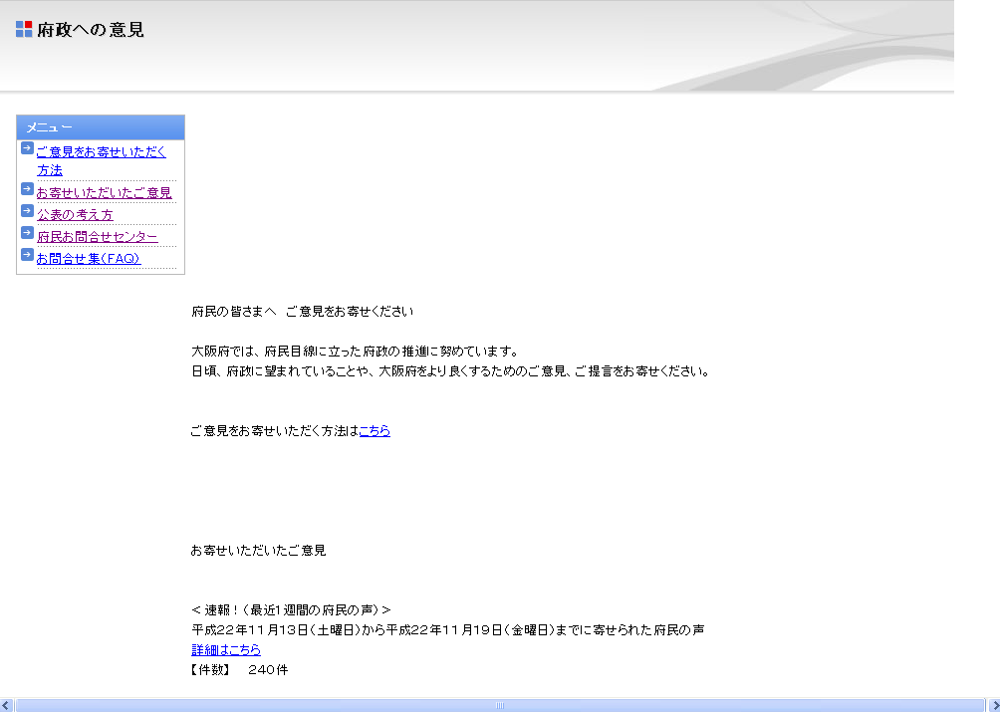 府政への意見
メニュー
ご意見をお寄せいただく
方法
お寄せいただいたご意見
公表の考え方
府民お問合せセンター
お問合せ集(FAQ)
府民の皆さまへ　ご意見をお寄せください
大阪府では、府民目線に立った府政の推進に努めています。
日頃、府政に望まれていることや、大阪府をより良くするためのご意見、ご提言をお寄せください。
ご意見をお寄せいただく方法はこちら
お寄せいただいたご意見
＜速報！（最近1週間の府民の声）＞
平成22年11月13日（土曜日）から平成22年11月19日（金曜日）までに寄せられた府民の声
詳細はこちら
【件数】　240件